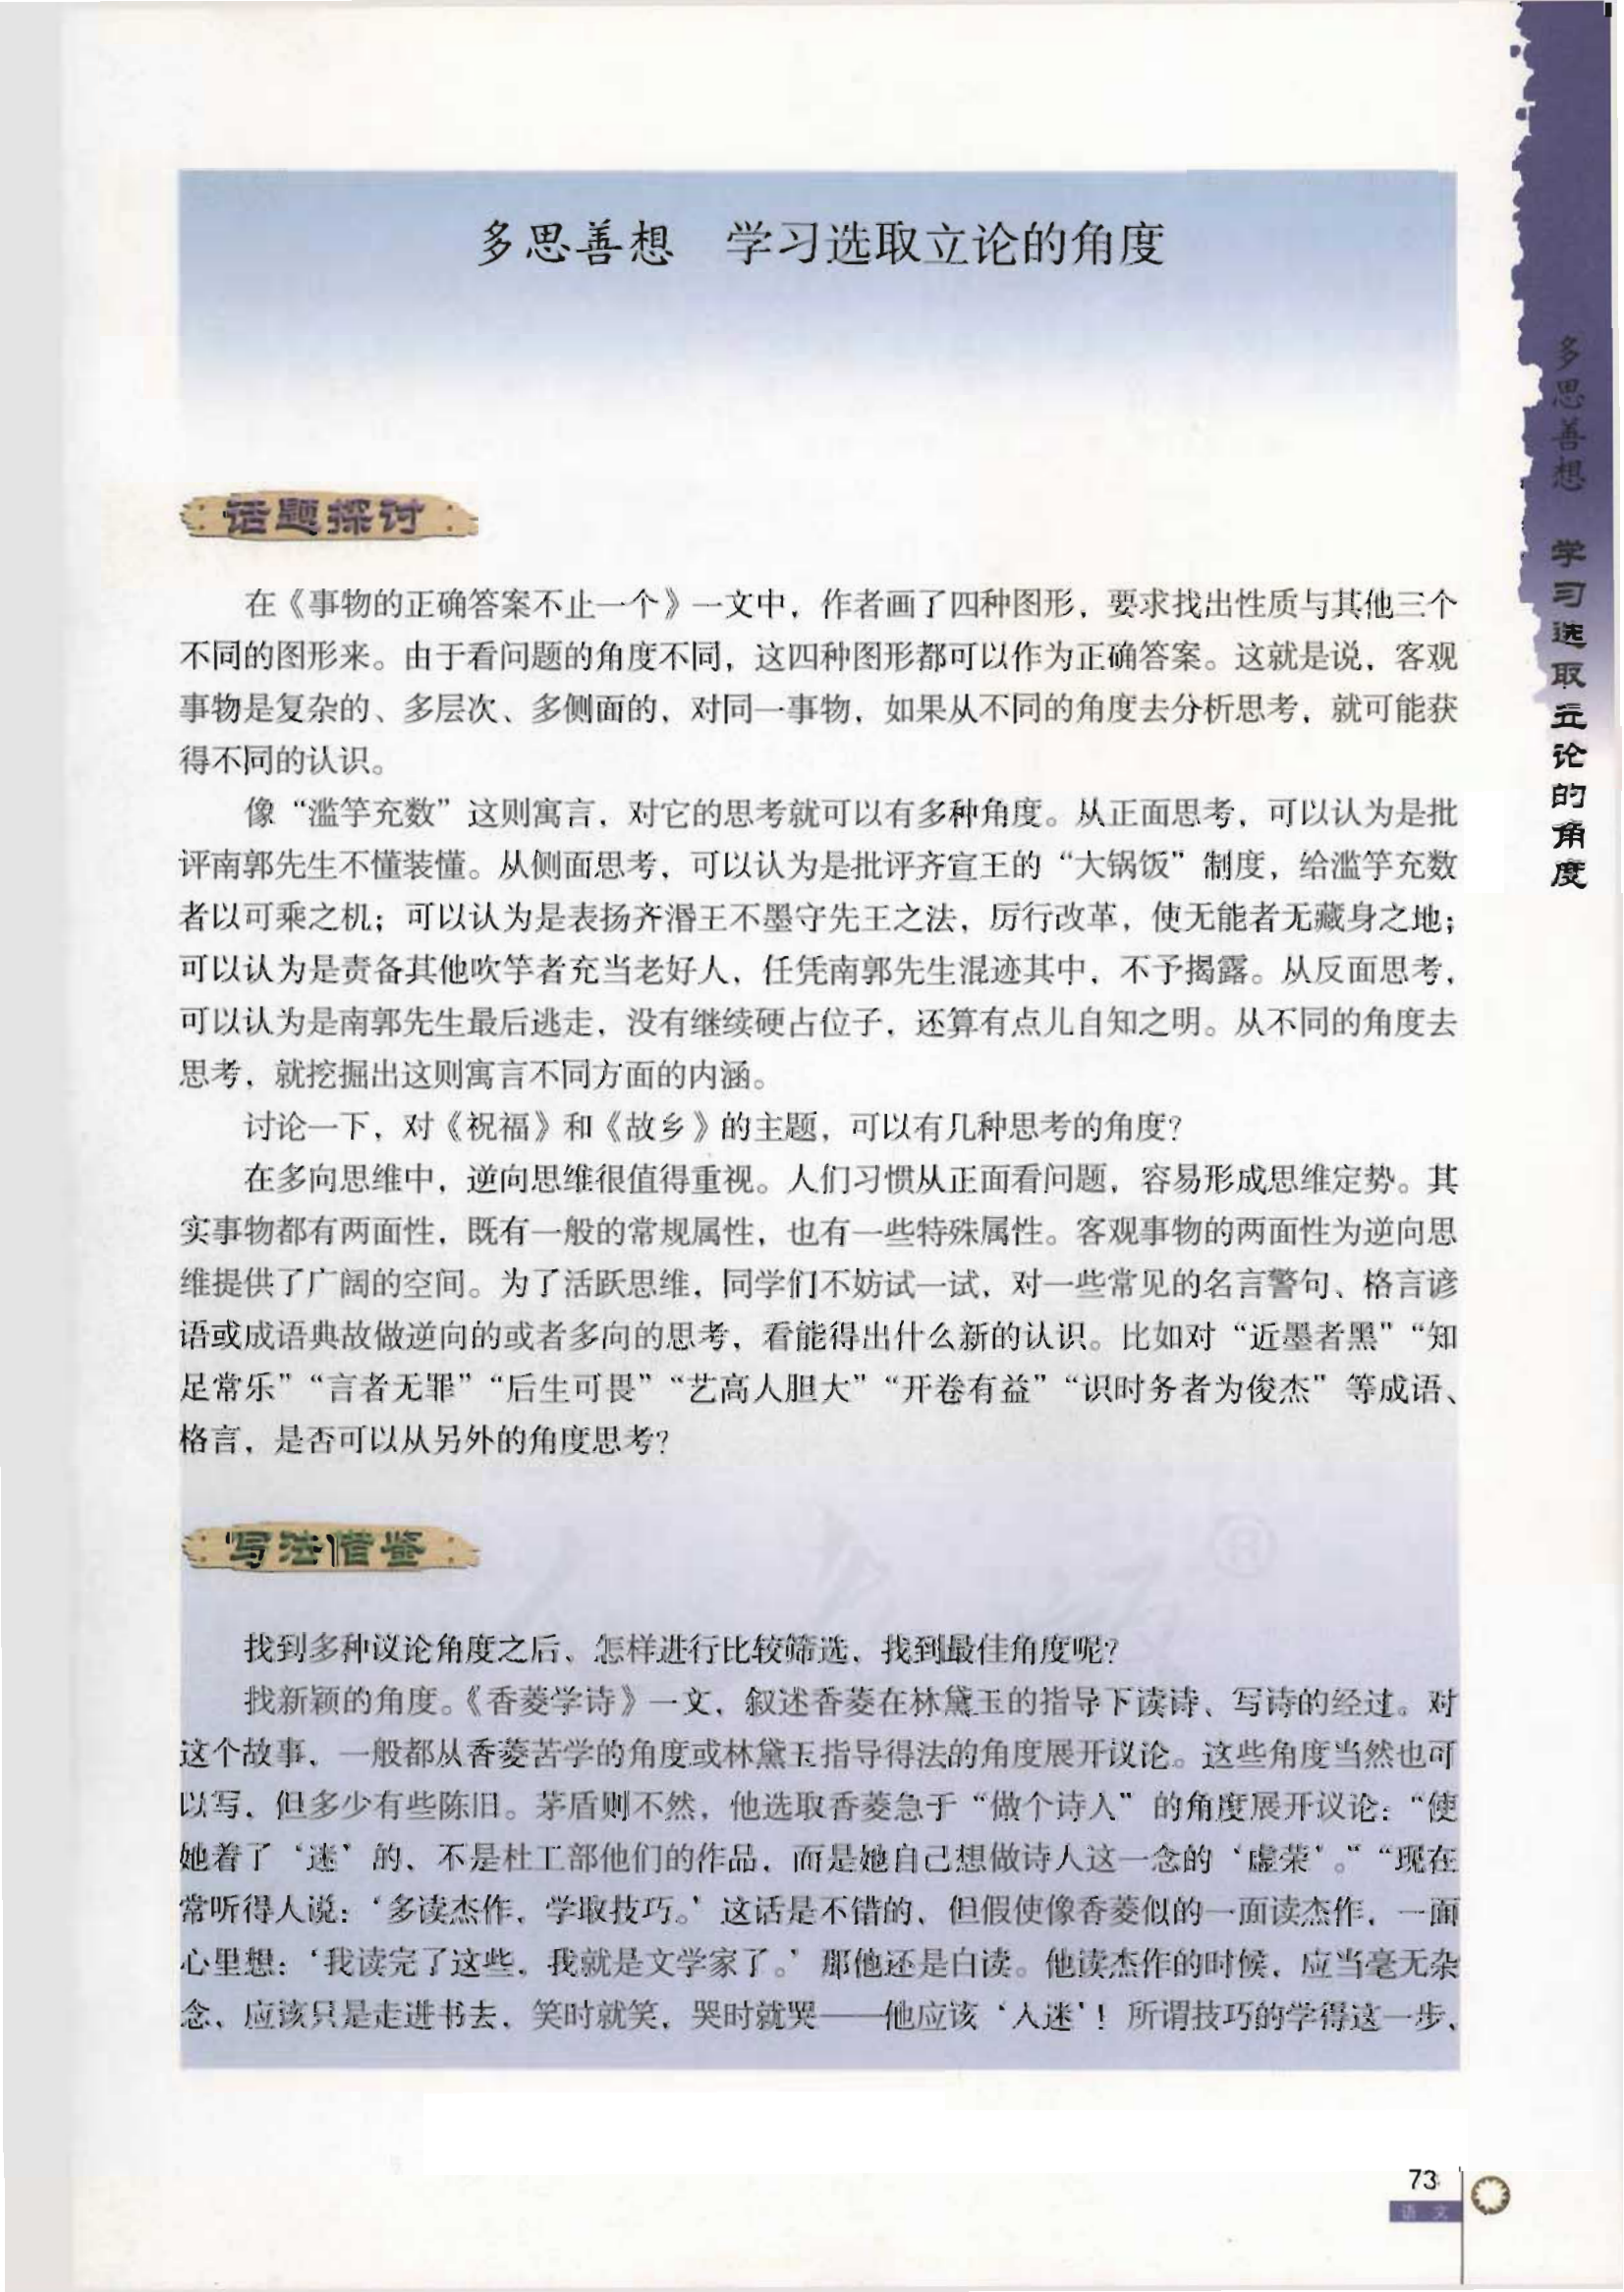 多思善想 学习选取立论的角度
话题探讨
在《事物的正确答案不止一个》一文中，作者画了四种图形，要求找出性质与其他三个
不同的图形来。由于看问题的角度不同，这四种图形都可以作为正确答案。这就是说，客观
事物是复杂的、多层次、多侧面的，对同一事物，如果从不同的角度去分析思考，就可能获
得不同的认识。
像“滥竽充数”这则寓言，对它的思考就可以有多种角度。从正面思考，可以认为是批
评南郭先生不懂装懂。从侧面思考，可以认为是批评齐宣王的“大锅饭”制度，给滥竽充数
者以可乘之机；可以认为是表扬齐湣王不墨守先王之法，厉行改革，使无能者无藏身之地；
可以认为是责备其他吹竽者充当老好人，任凭南郭先生混迹其中，不予揭露。从反面思考，
可以认为是南郭先生最后逃走，没有继续硬占位子，还算有点儿自知之明。从不同的角度去
思考，就挖掘出这则寓言不同方面的内涵。
讨论一下，对《祝福》和《故乡》的主题，可以有几种思考的角度？
在多向思维中，逆向思维很值得重视。人们习惯从正面看问题，容易形成思维定势。其
实事物都有两面性，既有一般的常规属性，也有一些特殊属性。客观事物的两面性为逆向思
维提供了广阔的空间。为了活跃思维，同学们不妨试一试，对一些常见的名言警句、格言谚
语或成语典故做逆向的或者多向的思考，看能得出什么新的认识。比如对“近墨者黑”“知
足常乐”“言者无罪”“后生可畏”“艺高人胆大”“开卷有益”“识时务者为俊杰”等成语、
格言，是否可以从另外的角度思考？
写法借鉴
找到多种议论角度之后，怎样进行比较筛选，找到最佳角度呢？
找新颖的角度。《香菱学诗》一文，叙述香菱在林黛玉的指导下读诗、写诗的经过。对
这个故事，一般都从香菱苦学的角度或林黛玉指导得法的角度展开议论。这些角度当然也可
以写，但多少有些陈旧。茅盾则不然，他选取香菱急于“做个诗人”的角度展开议论：“使
她着了‘迷’的，不是杜工部他们的作品，而是她自己想做诗人这一念的‘虚荣’。”“现在
常听得人说：‘多读杰作，学取技巧。’这话是不错的，但假使像香菱似的一面读杰作，一面
心里想：‘我读完了这些，我就是文学家了。’那他还是白读。他读杰作的时候，应当毫无杂
念，应该只是走进书去，笑时就笑，哭时就哭——他应该‘入迷’！所谓技巧的学得这一步，
73
语文
多思善想 学习选取立论的角度